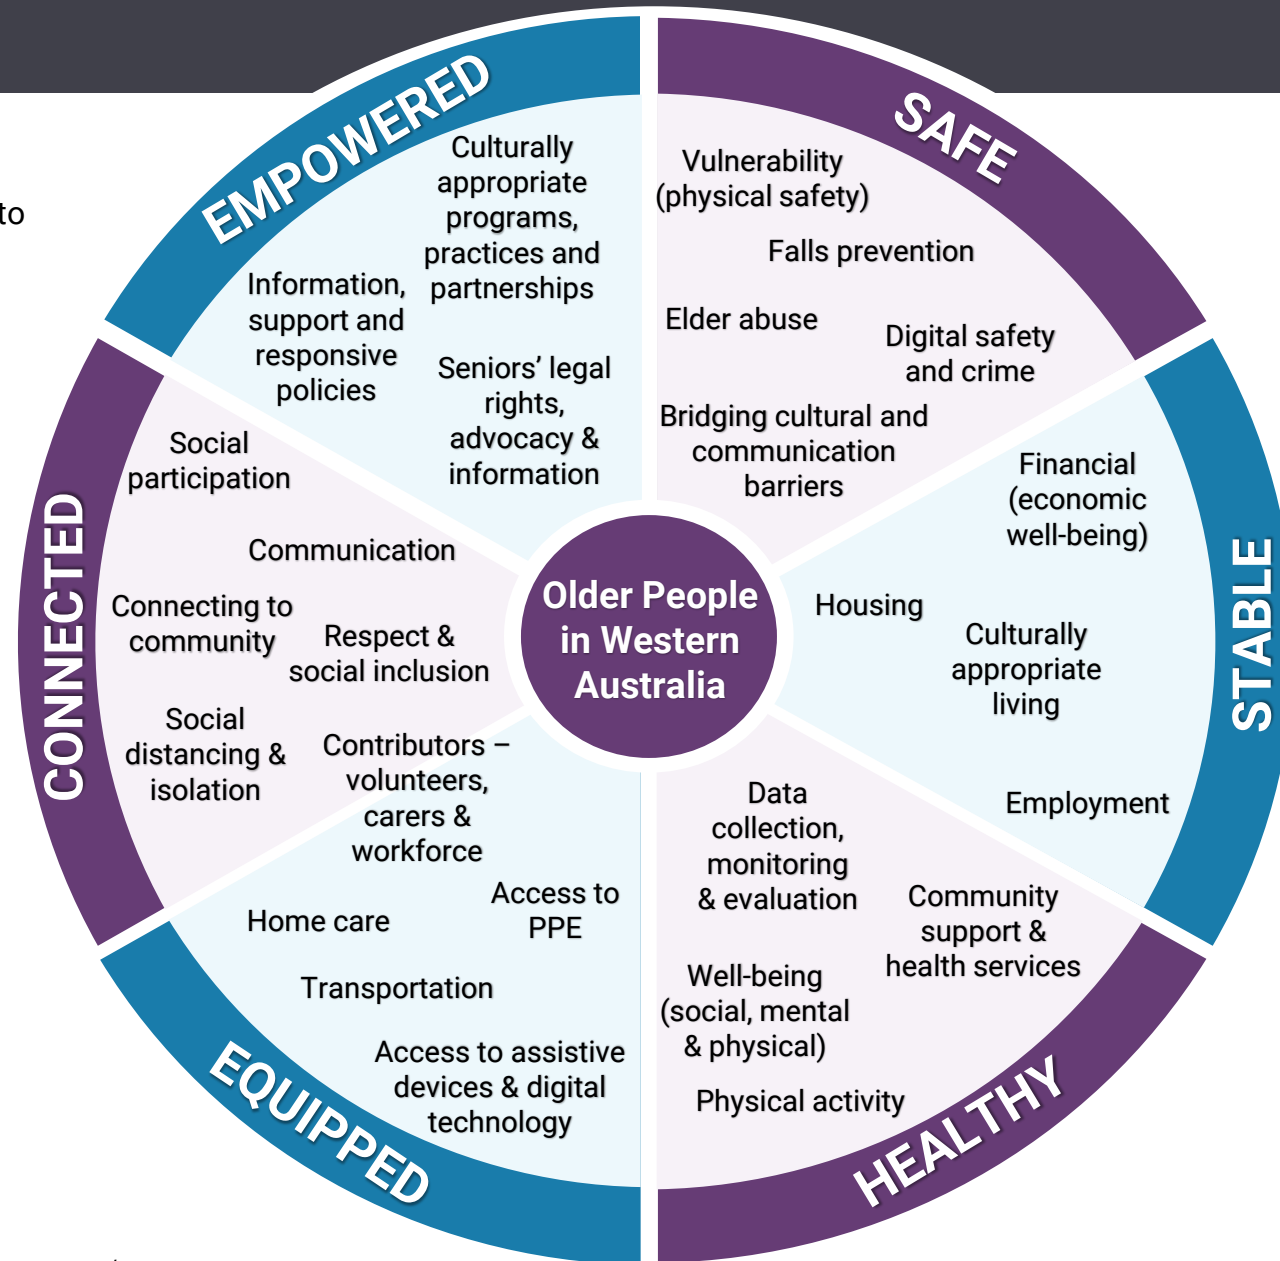 to
EMPOWERED
Culturally
appropriate
programs,
practices and
partnerships
Information,
support and
responsive
policies
Seniors’ legal
rights,
advocacy &
information
SAFE
Vulnerability
(physical safety)
Falls prevention
Elder abuse
Digital safety
and crime
Bridging cultural and
communication
barriers
STABLE
Financial
(economic
well-being)
Housing
Culturally
appropriate
living
Employment
HEALTHY
Data
collection,
monitoring
& evaluation
Community
support &
health services
Well-being
(social, mental
& physical)
Physical activity
EQUIPPED
Contributors –
volunteers,
carers &
workforce
Access to
PPE
Home care
Transportation
Access to assistive
devices & digital
technology
CONNECTED
Social
participation
Communication
Connecting to
community
Respect &
social inclusion
Social
distancing &
isolation
Older People
in Western
Australia